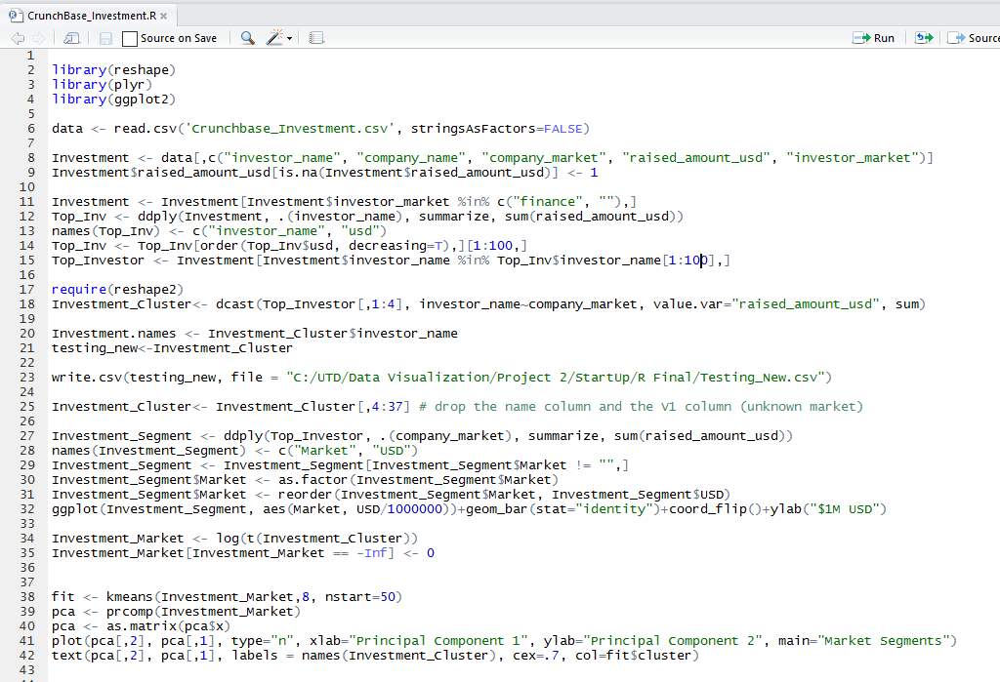 CrunchBase_Investment.R
Source on Save Run Source
1
2 library(reshape)
3 library(plyr)
4 library(ggplot2)
5
6 data <- read.csv('Crunchbase_Investment.csv', stringsAsFactors=FALSE)
7
8 Investment <- data[,c("investor_name", "company_name", "company_market", "raised_amount_usd", "investor_market")]
9 Investment$raised_amount_usd[is.na(Investment$raised_amount_usd)] <- 1
10
11 Investment <- Investment[Investment$investor_market %in% c("finance", ""),]
12 Top_Inv <- ddply(Investment, .(investor_name), summarize, sum(raised_amount_usd))
13 names(Top_Inv) <- c("investor_name", "usd")
14 Top_Inv <- Top_Inv[order(Top_Inv$usd, decreasing=T),][1:100,]
15 Top_Investor <- Investment[Investment$investor_name %in% Top_Inv$investor_name[1:100],]
16
17 require(reshape2)
18 Investment_Cluster<- dcast(Top_Investor[,1:4], investor_name~company_market, value.var="raised_amount_usd", sum)
19
20 Investment.names <- Investment_Cluster$investor_name
21 testing_new<-Investment_Cluster
22
23 write.csv(testing_new, file = "C:/UTD/Data Visualization/Project 2/StartUp/R Final/Testing_New.csv")
24
25 Investment_Cluster<- Investment_Cluster[,4:37] # drop the name column and the V1 column (unknown market)
26
27 Investment_Segment <- ddply(Top_Investor, .(company_market), summarize, sum(raised_amount_usd))
28 names(Investment_Segment) <- c("Market", "USD")
29 Investment_Segment <- Investment_Segment[Investment_Segment$Market != "",]
30 Investment_Segment$Market <- as.factor(Investment_Segment$Market)
31 Investment_Segment$Market <- reorder(Investment_Segment$Market, Investment_Segment$USD)
32 ggplot(Investment_Segment, aes(Market, USD/1000000))+geom_bar(stat="identity")+coord_flip()+ylab("$1M USD")
33
34 Investment_Market <- log(t(Investment_Cluster))
35 Investment_Market[Investment_Market == -Inf] <- 0
36
37
38 fit <- kmeans(Investment_Market,8, nstart=50)
39 pca <- prcomp(Investment_Market)
40 pca <- as.matrix(pca$x)
41 plot(pca[,2], pca[,1], type="n", xlab="Principal Component 1", ylab="Principal Component 2", main="Market Segments")
42 text(pca[,2], pca[,1], labels = names(Investment_Cluster), cex=.7, col=fit$cluster)
43